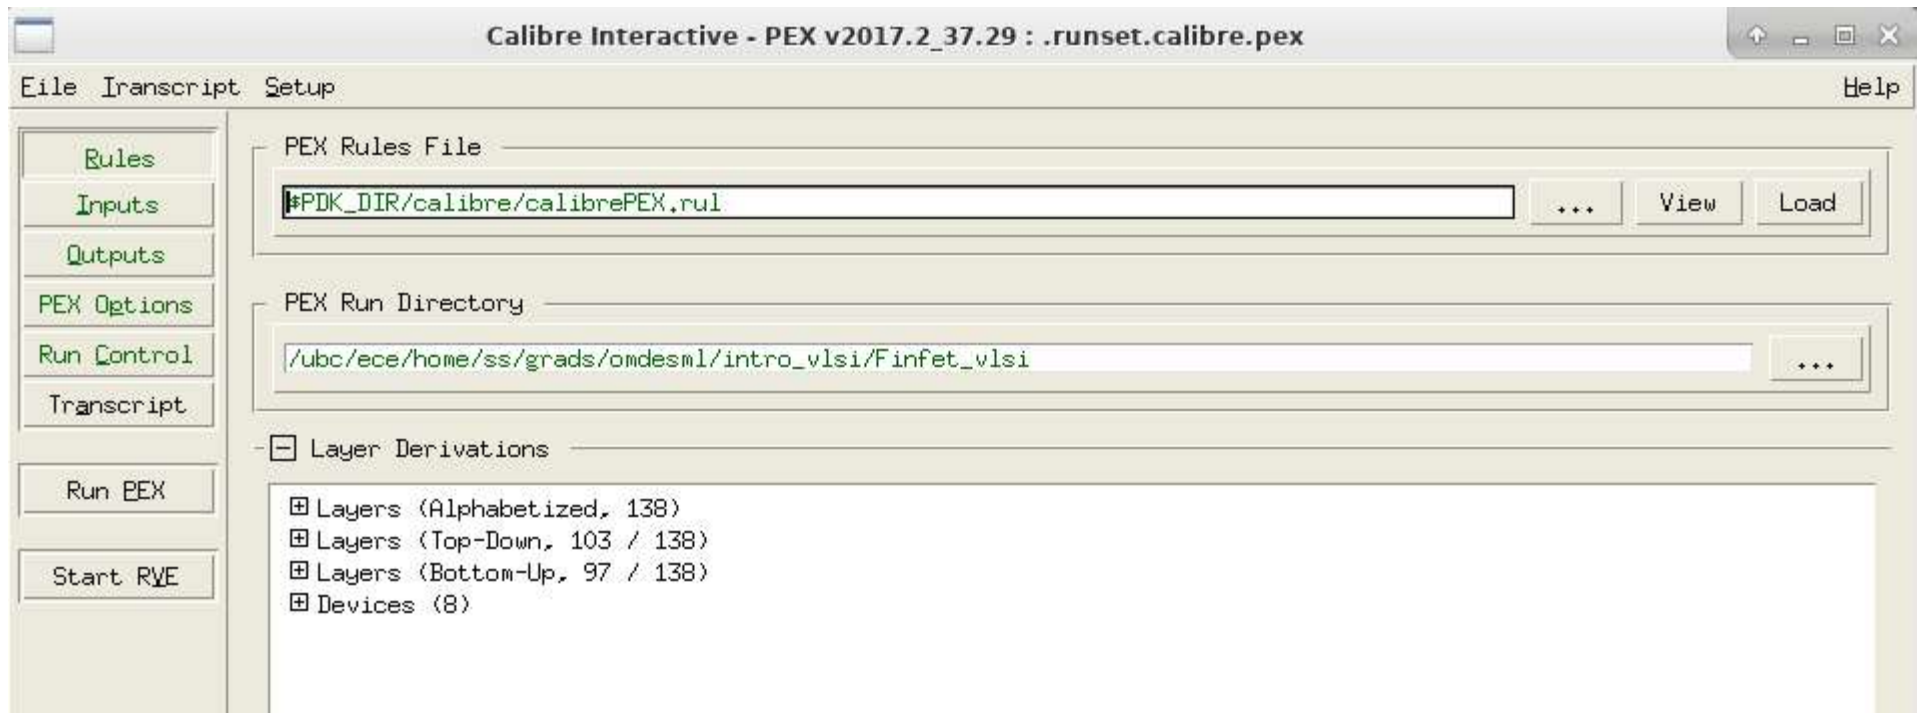 Calibre Interactive - PEX v2017.2_37.29 : .runset.calibre.pex
File Transcript Setup Help
Rules
Inputs
Outputs
PEX Options
Run Control
Transcript
Run PEX
Start RVE
PEX Rules File
$PDK_DIR/calibre/calibrePEX.rul ... View Load
PEX Run Directory
/ubc/ece/home/ss/grads/omdesml/intro_vlsi/Finfet_vlsi ...
Layer Derivations
Layers (Alphabetized, 138)
Layers (Top-Down, 103 / 138)
Layers (Bottom-Up, 97 / 138)
Devices (8)